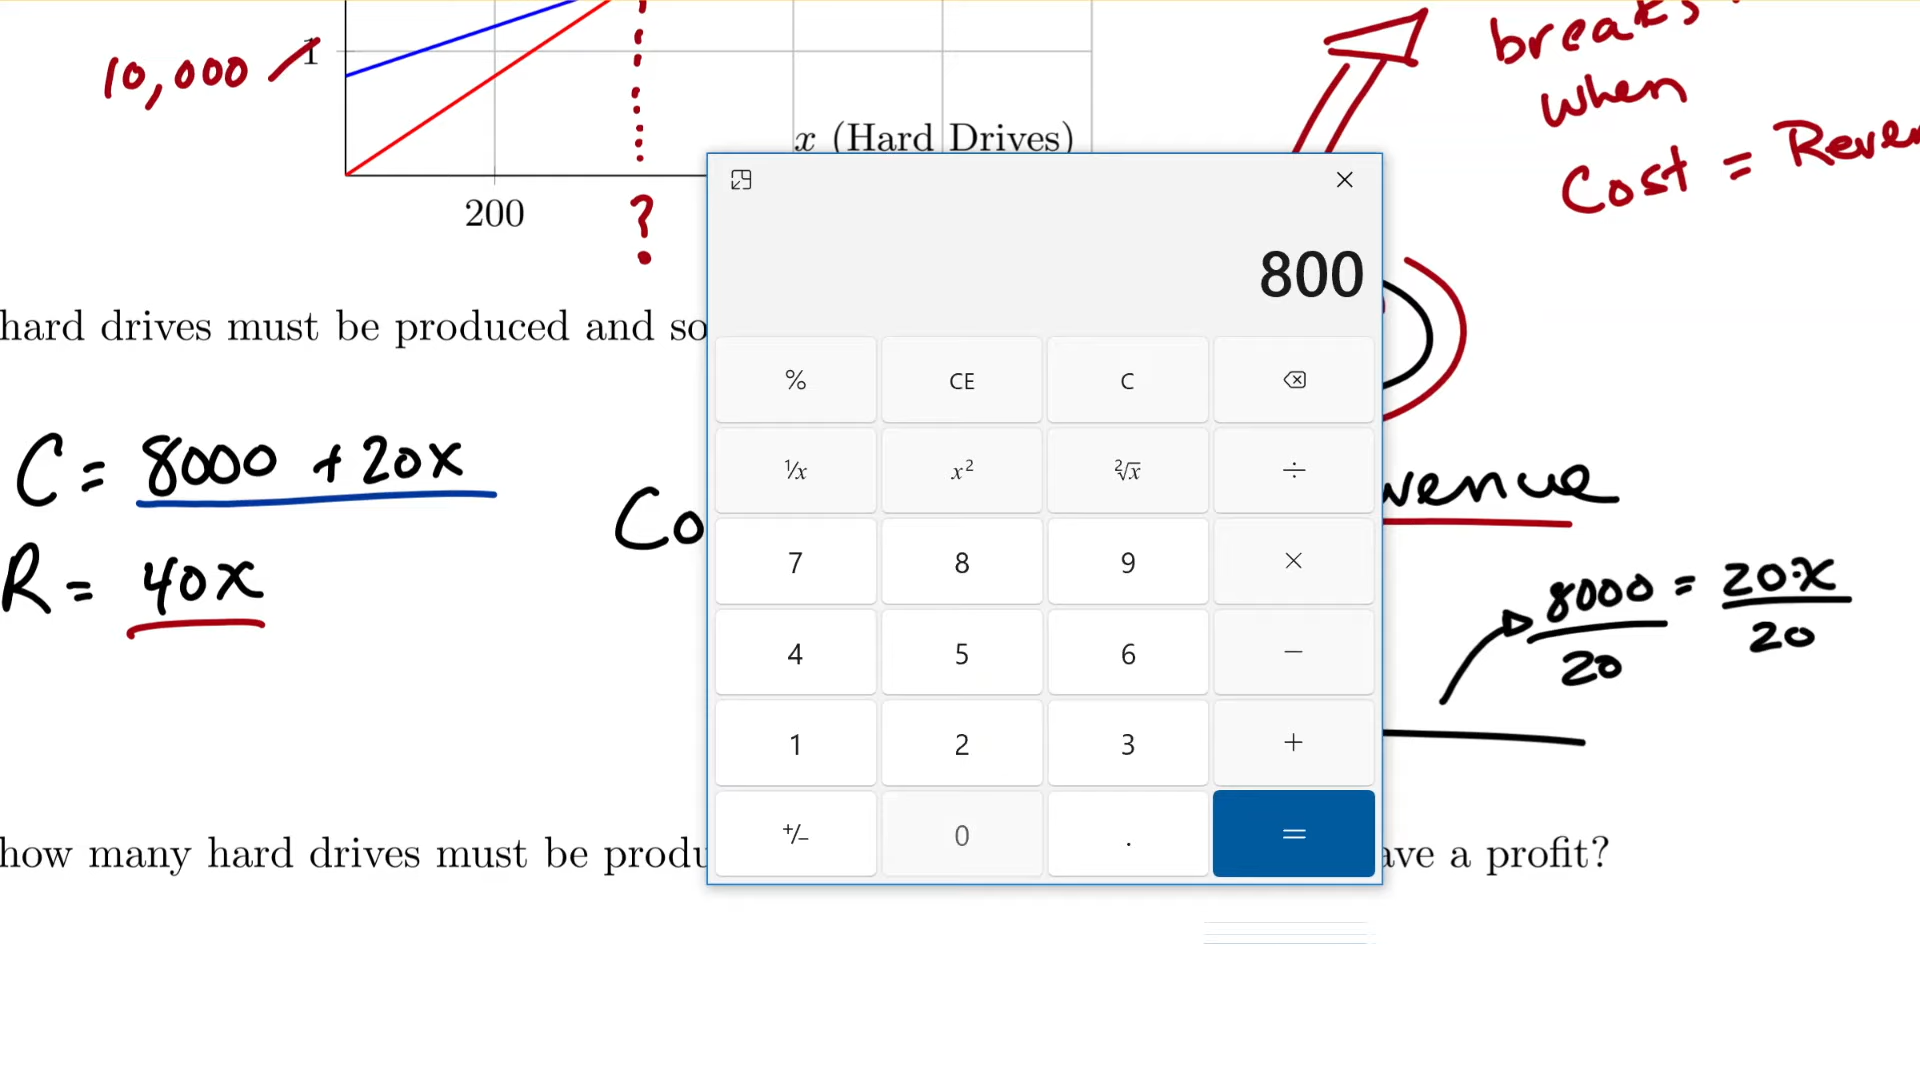 breaks
10,000
1
when
x (Hard Drives)
Cost = Reven
200
?
800
hard drives must be produced and so
% CE C
C = 8000 + 20x
¹/x x² ²√x ÷
Co
venue
7 8 9 ×
R = 40x
8000 = 20·x
20 20
4 5 6 −
1 2 3 +
+/− 0 . =
how many hard drives must be produ
ave a profit?